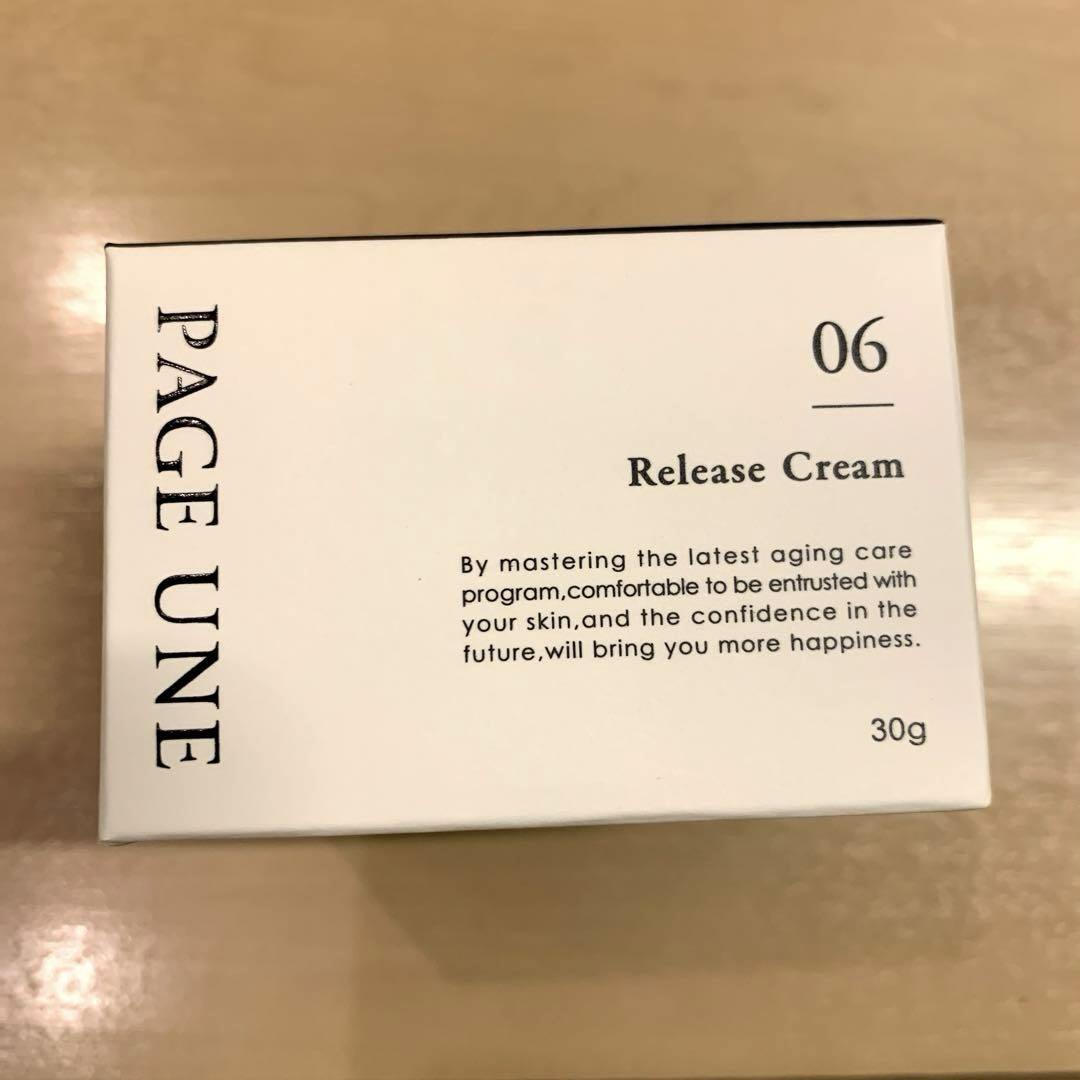 PAGE UNE
06
Release Cream
By mastering the latest aging care
program,comfortable to be entrusted with
your skin,and the confidence in the
future,will bring you more happiness.
30g